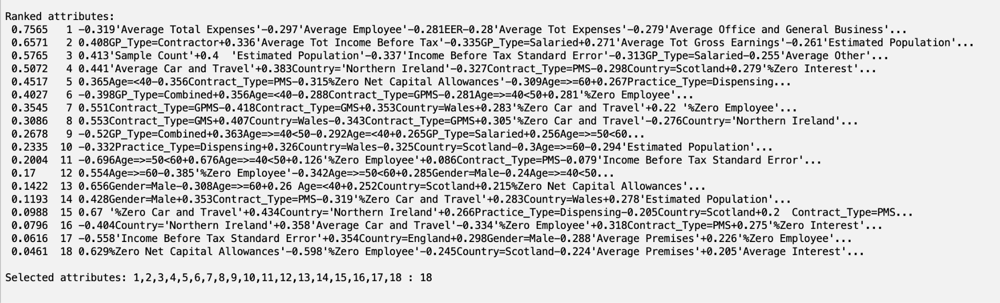 Ranked attributes:
0.7565   1 -0.319'Average Total Expenses'-0.297'Average Employee'-0.281EER-0.28'Average Tot Expenses'-0.279'Average Office and General Business'...
0.6571   2 0.408GP_Type=Contractor+0.336'Average Tot Income Before Tax'-0.335GP_Type=Salaried+0.271'Average Tot Gross Earnings'-0.261'Estimated Population'...
0.5765   3 0.413'Sample Count'+0.4  'Estimated Population'-0.337'Income Before Tax Standard Error'-0.313GP_Type=Salaried-0.255'Average Other'...
0.5072   4 0.441'Average Car and Travel'+0.383Country='Northern Ireland'-0.327Contract_Type=PMS-0.298Country=Scotland+0.279'%Zero Interest'...
0.4517   5 0.365Age=<40-0.356Contract_Type=PMS-0.315%Zero Net Capital Allowances'-0.309Age=>=60+0.267Practice_Type=Dispensing...
0.4027   6 -0.398GP_Type=Combined+0.356Age=<40-0.288Contract_Type=GPMS-0.281Age=>=40<50+0.281'%Zero Employee'...
0.3545   7 0.551Contract_Type=GPMS-0.418Contract_Type=GMS+0.353Country=Wales+0.283'%Zero Car and Travel'+0.22 '%Zero Employee'...
0.3086   8 0.553Contract_Type=GMS+0.407Country=Wales-0.343Contract_Type=GPMS+0.305'%Zero Car and Travel'-0.276Country='Northern Ireland'...
0.2678   9 -0.52GP_Type=Combined+0.363Age=>=40<50-0.292Age=<40+0.265GP_Type=Salaried+0.256Age=>=50<60...
0.2335  10 -0.332Practice_Type=Dispensing+0.326Country=Wales-0.325Country=Scotland-0.3Age=>=60-0.294'Estimated Population'...
0.2004  11 -0.696Age=>=50<60+0.676Age=>=40<50+0.126'%Zero Employee'+0.086Contract_Type=PMS-0.079'Income Before Tax Standard Error'...
0.17    12 0.554Age=>=60-0.385'%Zero Employee'-0.342Age=>=50<60+0.285Gender=Male-0.24Age=>=40<50...
0.1422  13 0.656Gender=Male-0.308Age=>=60+0.26 Age=<40+0.252Country=Scotland+0.215%Zero Net Capital Allowances'...
0.1193  14 0.428Gender=Male+0.353Contract_Type=PMS-0.319'%Zero Car and Travel'+0.283Country=Wales+0.278'Estimated Population'...
0.0988  15 0.67 '%Zero Car and Travel'+0.434Country='Northern Ireland'+0.266Practice_Type=Dispensing-0.205Country=Scotland+0.2  Contract_Type=PMS...
0.0796  16 -0.404Country='Northern Ireland'+0.358'Average Car and Travel'-0.334'%Zero Employee'+0.318Contract_Type=PMS+0.275'%Zero Interest'...
0.0616  17 -0.558'Income Before Tax Standard Error'+0.354Country=England+0.298Gender=Male-0.288'Average Premises'+0.226'%Zero Employee'...
0.0461  18 0.629%Zero Net Capital Allowances'-0.598'%Zero Employee'-0.245Country=Scotland-0.224'Average Premises'+0.205'Average Interest'...
Selected attributes: 1,2,3,4,5,6,7,8,9,10,11,12,13,14,15,16,17,18 : 18